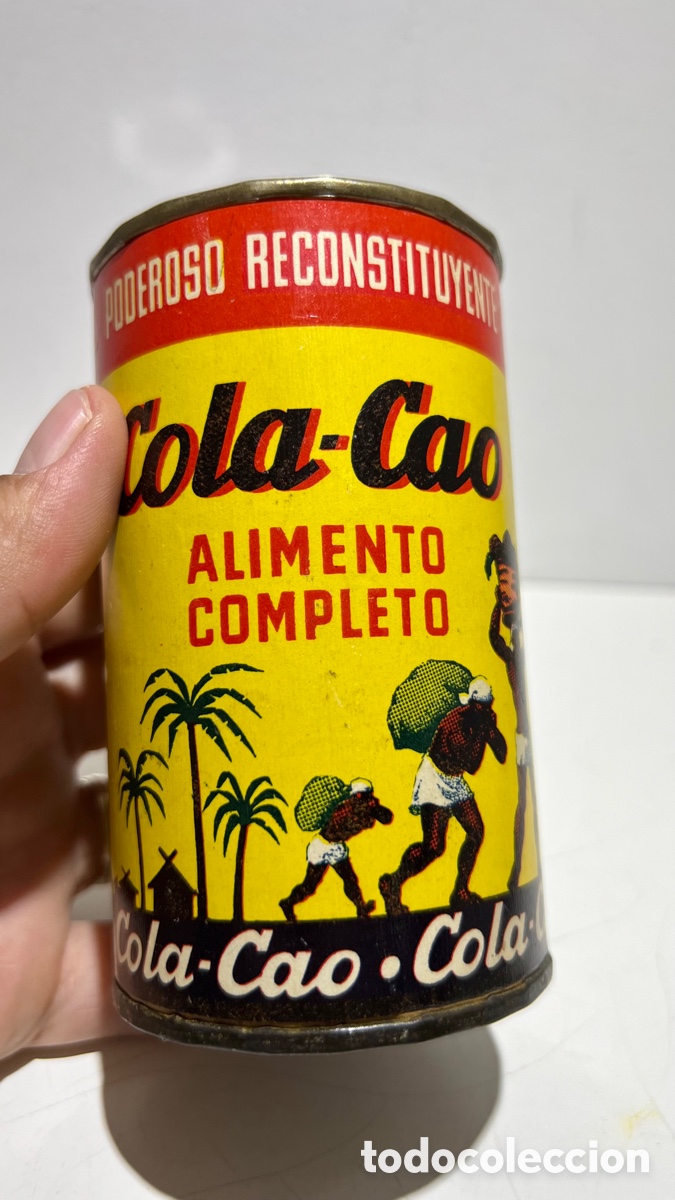 PODEROSO RECONSTITUYENTE
Cola-Cao
ALIMENTO
COMPLETO
Cola-Cao • Cola-
todocoleccion